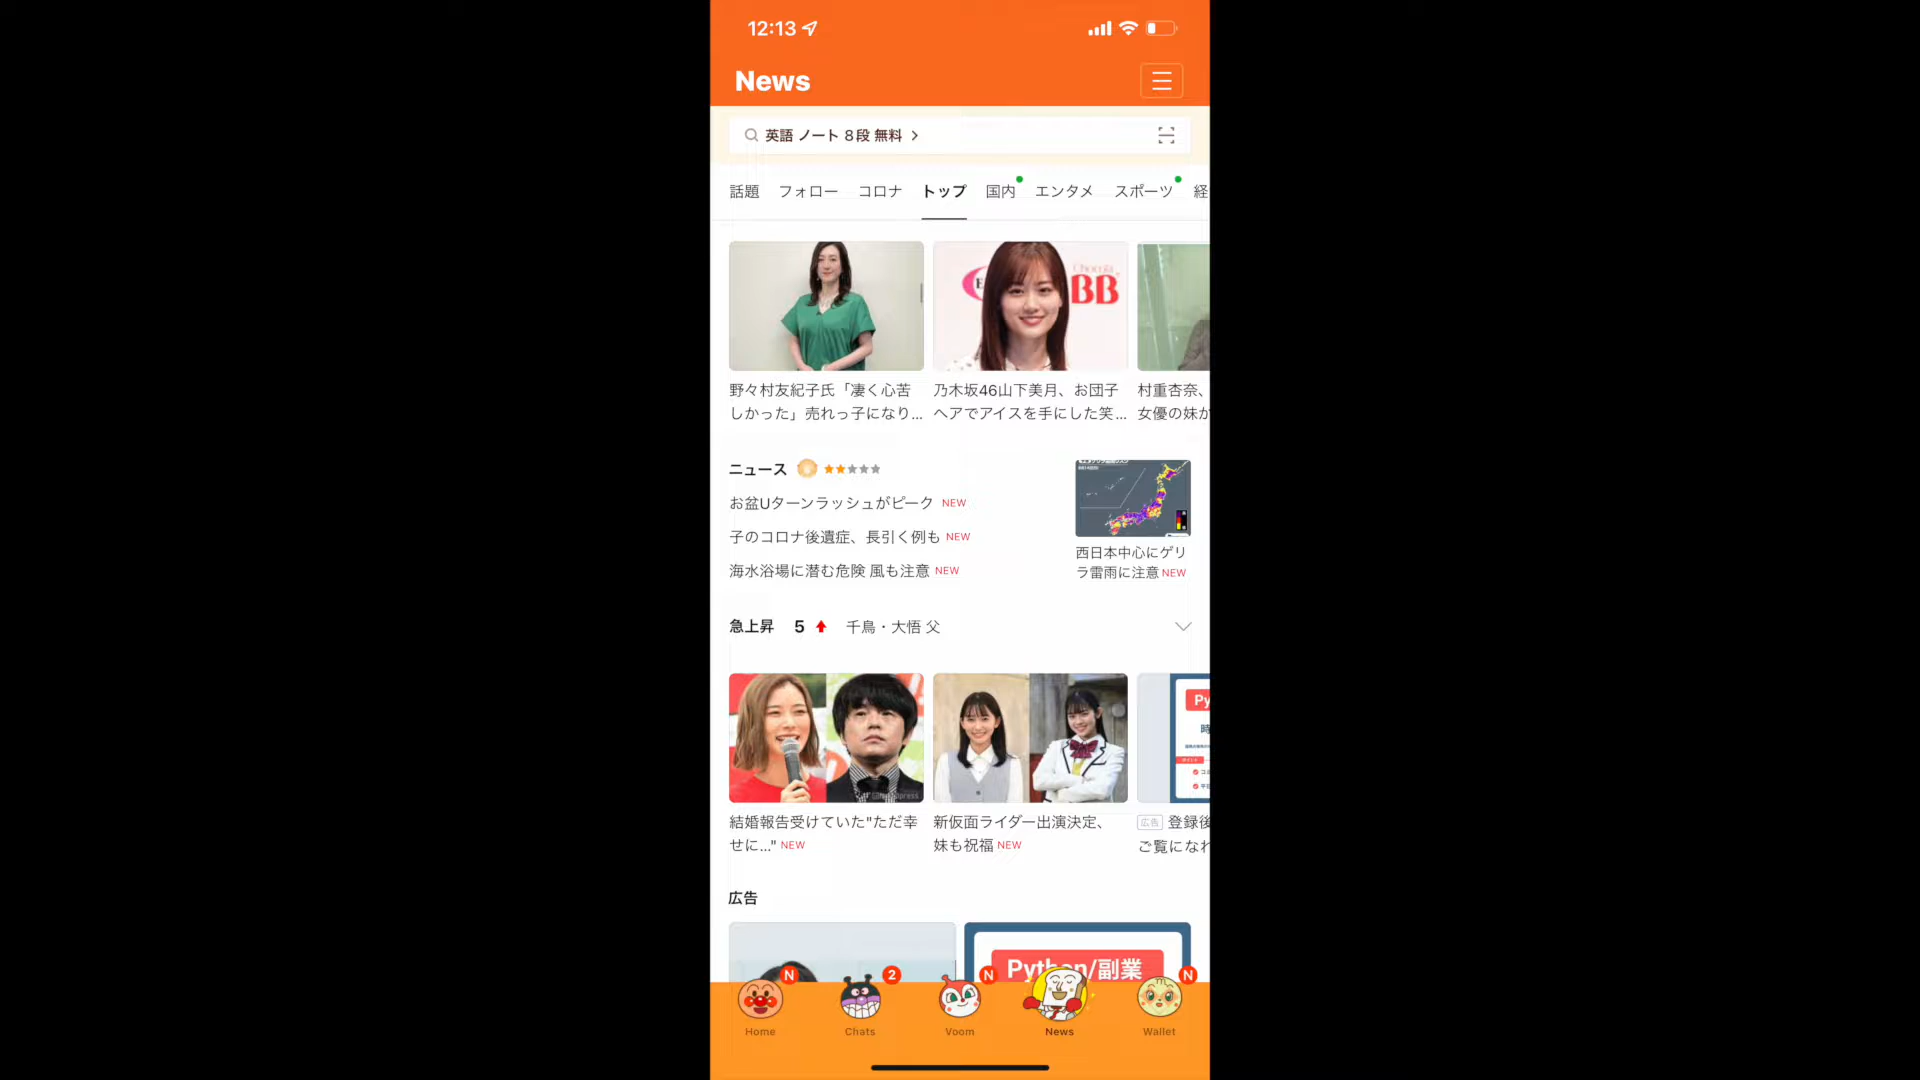 12:13
News
英語 ノート 8段 無料
話題 フォロー コロナ トップ 国内 エンタメ スポーツ 経
BB
野々村友紀子氏「凄く心苦
しかった」売れっ子になり...
乃木坂46山下美月、お団子
ヘアでアイスを手にした笑...
村重杏奈、
女優の妹か
ニュース
お盆Uターンラッシュがピーク NEW
子のコロナ後遺症、長引く例も NEW
海水浴場に潜む危険 風も注意 NEW
西日本中心にゲリ
ラ雷雨に注意 NEW
急上昇 5 千鳥・大悟 父
結婚報告受けていた"ただ幸
せに..." NEW
新仮面ライダー出演決定、
妹も祝福 NEW
Py
時
広告 登録後
ご覧になれ
広告
Python/副業
N 2 N N
Home Chats Voom News Wallet